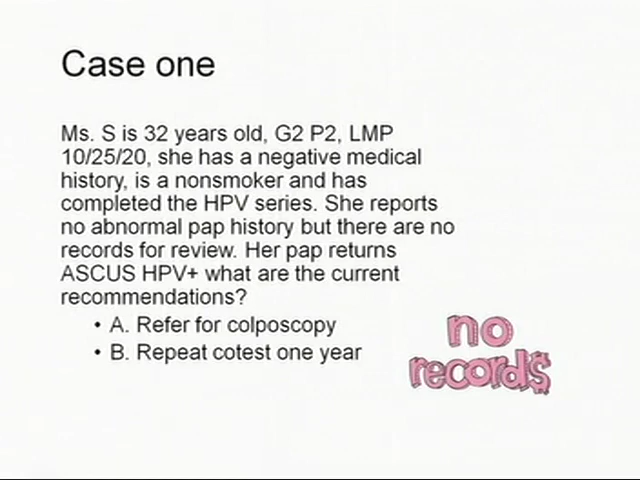 Case one
Ms. S is 32 years old, G2 P2, LMP
10/25/20, she has a negative medical
history, is a nonsmoker and has
completed the HPV series. She reports
no abnormal pap history but there are no
records for review. Her pap returns
ASCUS HPV+ what are the current
recommendations?
• A. Refer for colposcopy
• B. Repeat cotest one year
no
record$